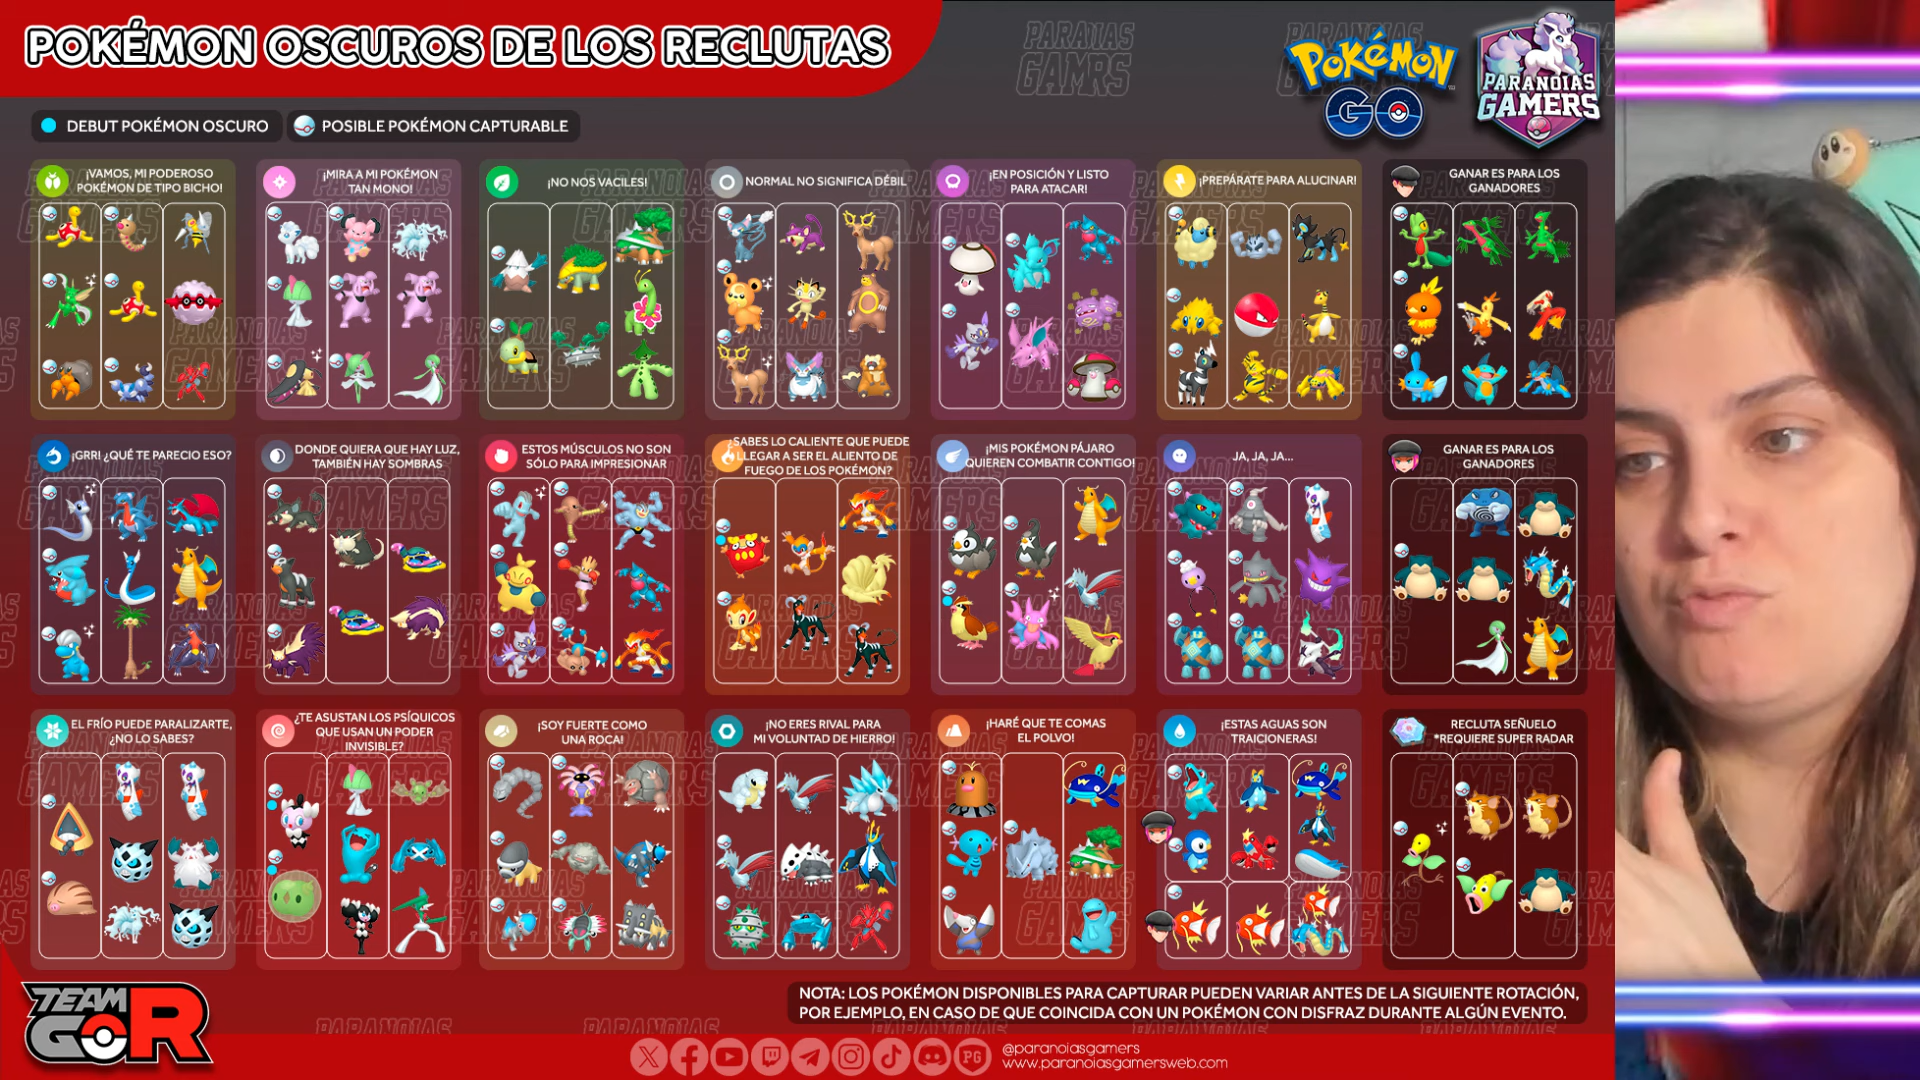 POKÉMON OSCUROS DE LOS RECLUTAS
POKÉMON
GO
PARANOIAS
GAMERS
DEBUT POKÉMON OSCURO
POSIBLE POKÉMON CAPTURABLE
¡VAMOS, MI PODEROSO
POKÉMON DE TIPO BICHO!
¡MIRA A MI POKÉMON
TAN MONO!
¡NO NOS VACILES!
NORMAL NO SIGNIFICA DÉBIL
¡EN POSICIÓN Y LISTO
PARA ATACAR!
¡PREPÁRATE PARA ALUCINAR!
GANAR ES PARA LOS
GANADORES
¡GRR! ¿QUÉ TE PARECIO ESO?
DONDE QUIERA QUE HAY LUZ,
TAMBIÉN HAY SOMBRAS
ESTOS MÚSCULOS NO SON
SÓLO PARA IMPRESIONAR
¿SABES LO CALIENTE QUE PUEDE
LLEGAR A SER EL ALIENTO DE
FUEGO DE LOS POKÉMON?
¡MIS POKÉMON PÁJARO
QUIEREN COMBATIR CONTIGO!
JA, JA, JA...
GANAR ES PARA LOS
GANADORES
EL FRÍO PUEDE PARALIZARTE,
¿NO LO SABES?
¿TE ASUSTAN LOS PSÍQUICOS
QUE USAN UN PODER
INVISIBLE?
¡SOY FUERTE COMO
UNA ROCA!
¡NO ERES RIVAL PARA
MI VOLUNTAD DE HIERRO!
¡HARÉ QUE TE COMAS
EL POLVO!
¡ESTAS AGUAS SON
TRAICIONERAS!
RECLUTA SEÑUELO
*REQUIERE SUPER RADAR
TEAM
GO R
NOTA: LOS POKÉMON DISPONIBLES PARA CAPTURAR PUEDEN VARIAR ANTES DE LA SIGUIENTE ROTACIÓN,
POR EJEMPLO, EN CASO DE QUE COINCIDA CON UN POKÉMON CON DISFRAZ DURANTE ALGÚN EVENTO.
PG
@paranoiasgamers
www.paranoiasgamersweb.com